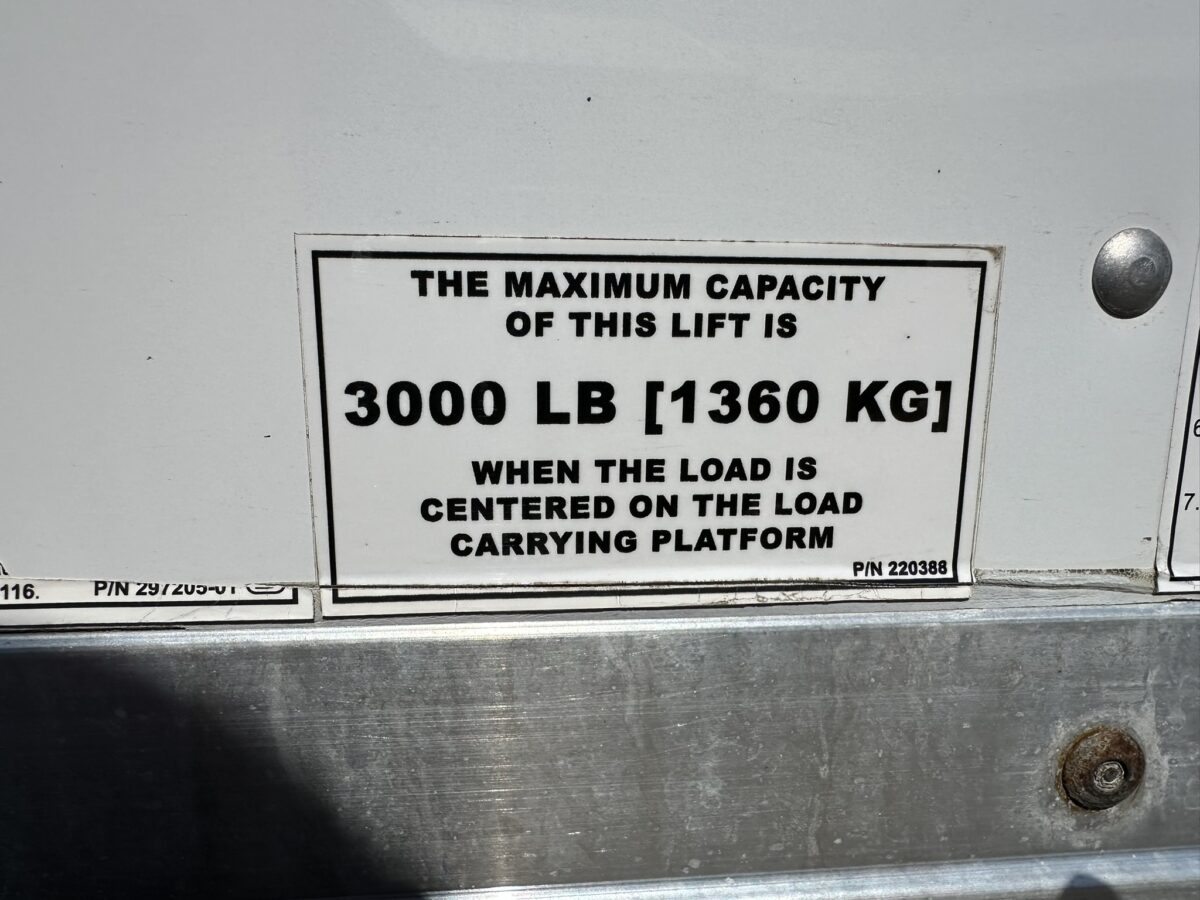 THE MAXIMUM CAPACITY
OF THIS LIFT IS
3000 LB [1360 KG]
WHEN THE LOAD IS
CENTERED ON THE LOAD
CARRYING PLATFORM
P/N 220388
116. P/N 297205-01
7.